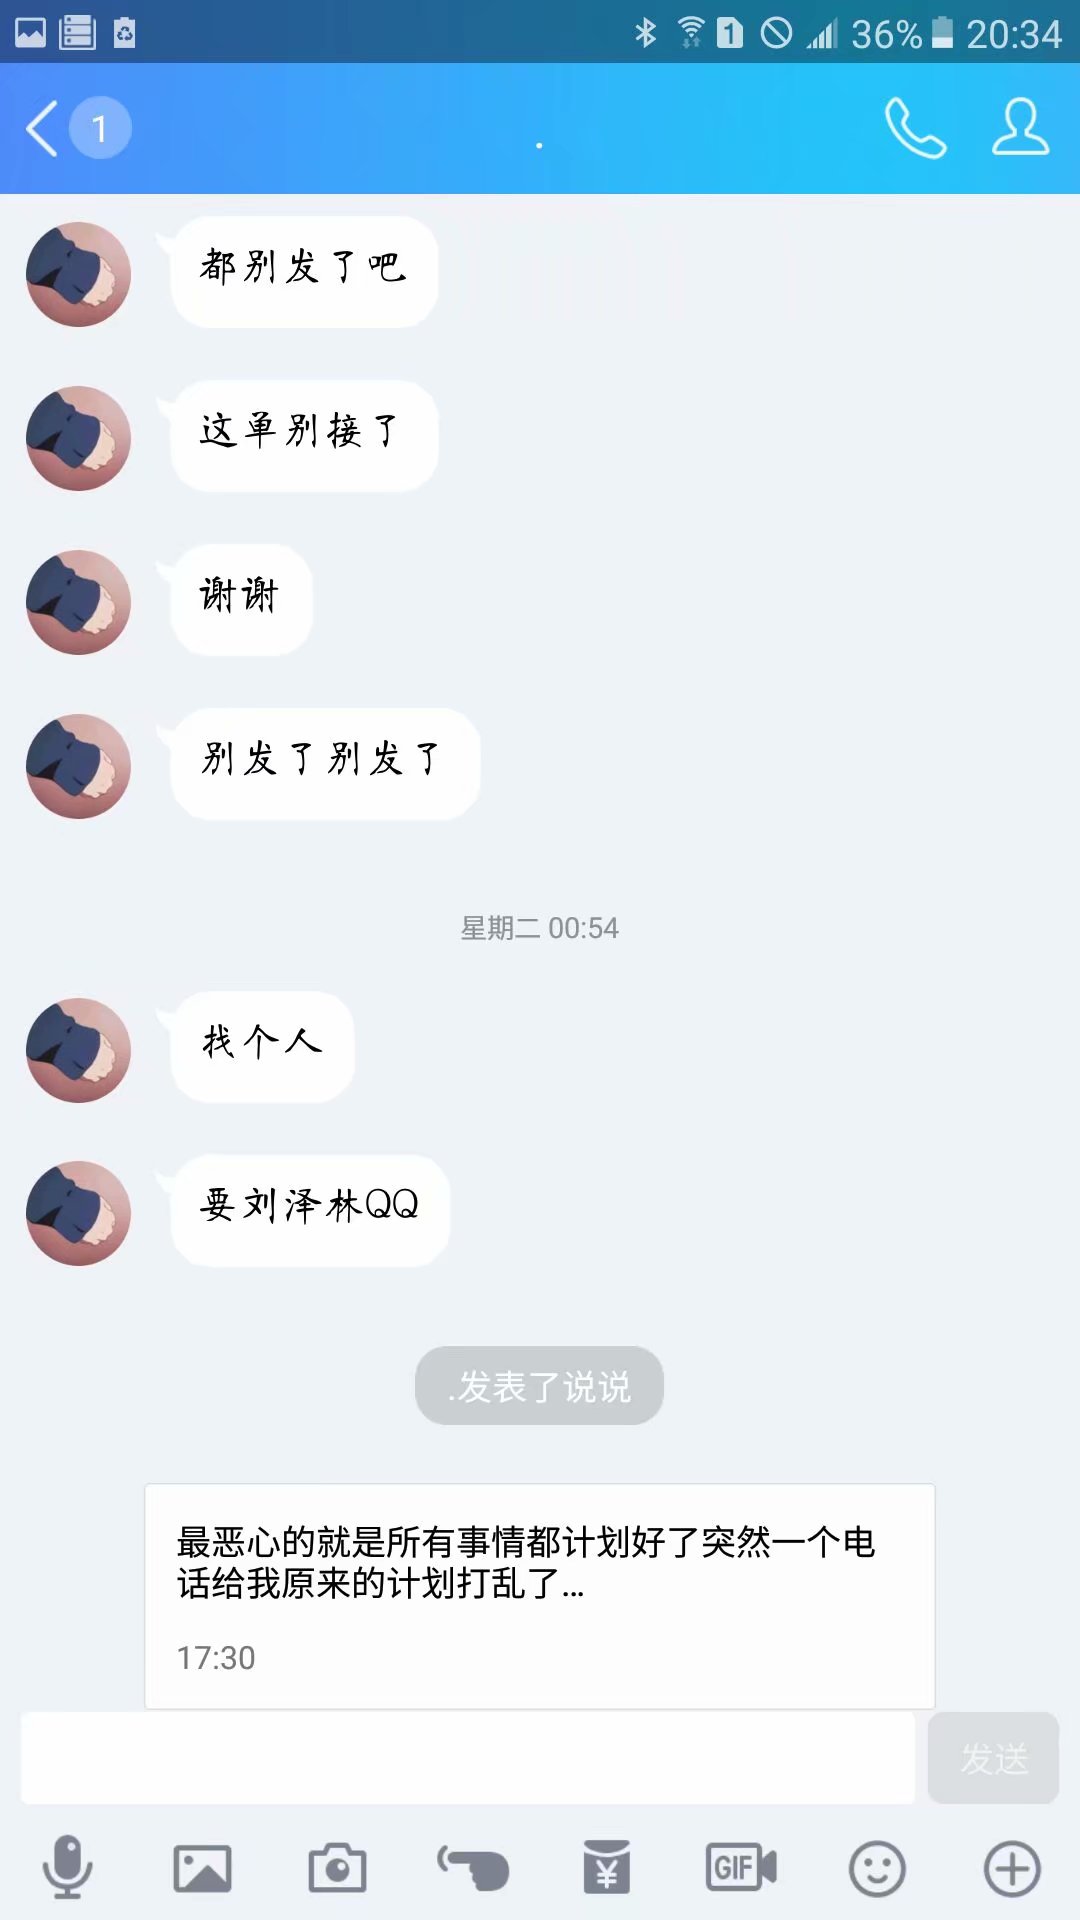 36% 20:34
1 .
都别发了吧
这单别接了
谢谢
别发了别发了
星期二 00:54
找个人
要刘泽林QQ
.发表了说说
最恶心的就是所有事情都计划好了突然一个电
话给我原来的计划打乱了...
17:30
发送
¥ GIF